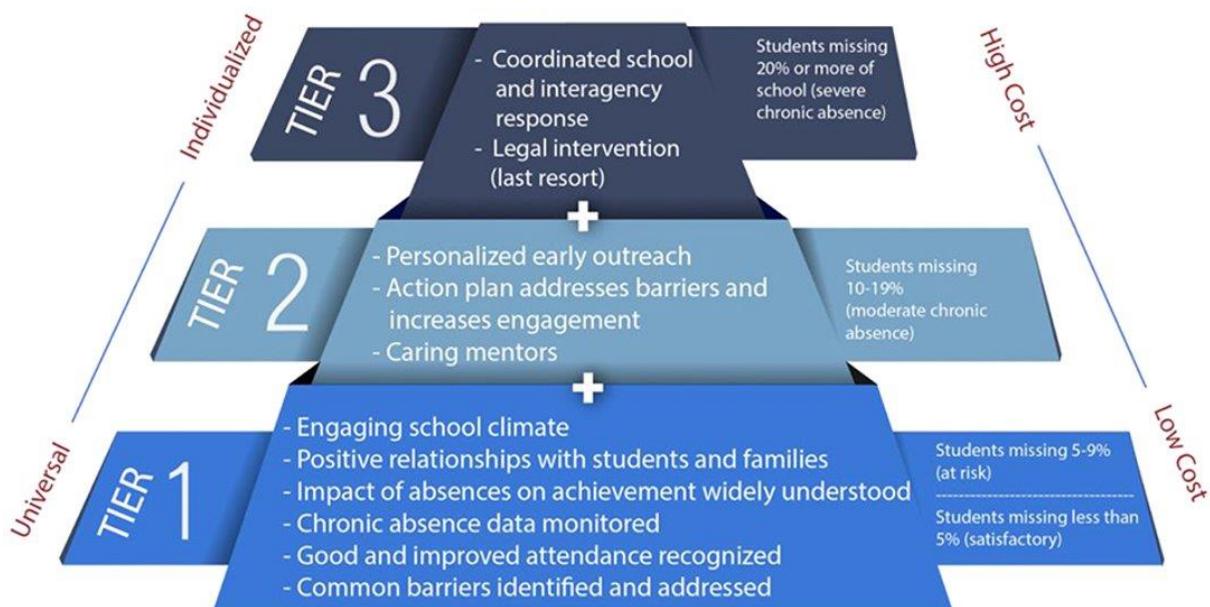 Individualized
TIER 3
- Coordinated school
and interagency
response
- Legal intervention
(last resort)
Students missing
20% or more of
school (severe
chronic absence)
High Cost
+
TIER 2
- Personalized early outreach
- Action plan addresses barriers and
increases engagement
- Caring mentors
Students missing
10-19%
(moderate chronic
absence)
+
Universal
TIER 1
- Engaging school climate
- Positive relationships with students and families
- Impact of absences on achievement widely understood
- Chronic absence data monitored
- Good and improved attendance recognized
- Common barriers identified and addressed
Students missing 5-9%
(at risk)
Students missing less than
5% (satisfactory)
Low Cost